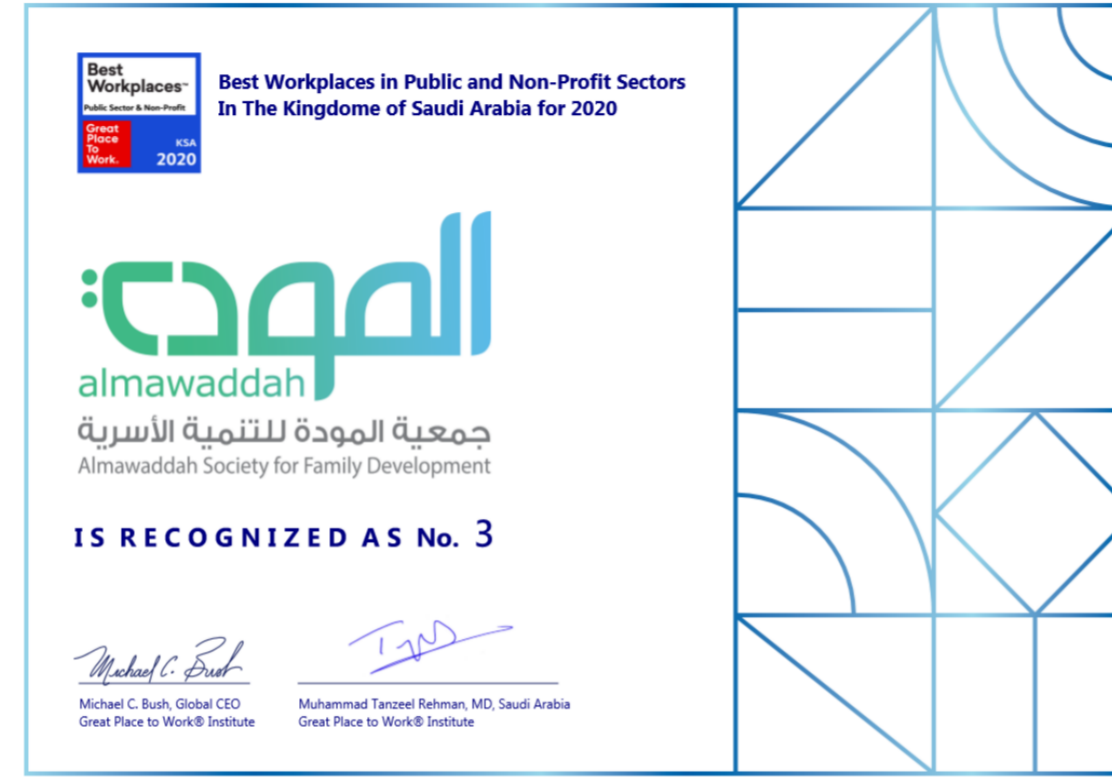 Best
Workplaces™
Public Sector & Non-Profit
Great
Place
To
Work.
KSA
2020
Best Workplaces in Public and Non-Profit Sectors
In The Kingdome of Saudi Arabia for 2020
المودة
almawaddah
جمعية المودة للتنمية الأسرية
Almawaddah Society for Family Development
IS RECOGNIZED AS No. 3
Michael C. Bush
Michael C. Bush, Global CEO
Great Place to Work® Institute
Muhammad Tanzeel Rehman, MD, Saudi Arabia
Great Place to Work® Institute